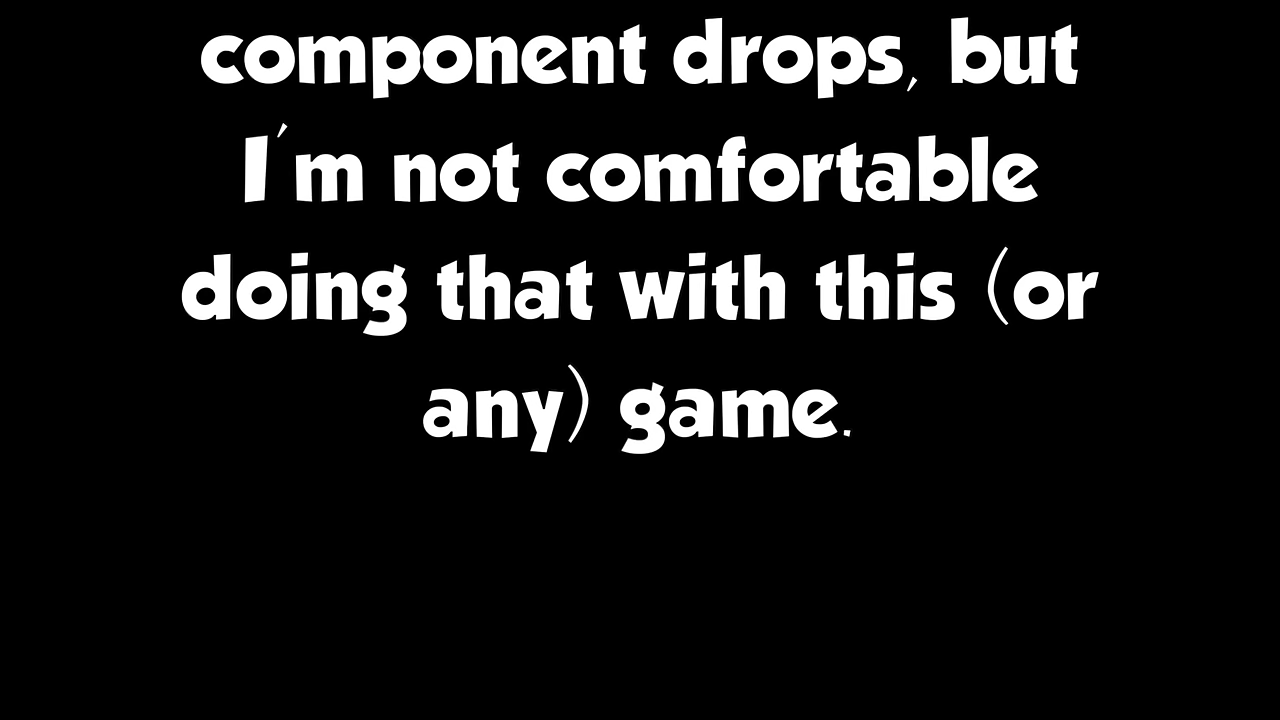 component drops, but
I'm not comfortable
doing that with this (or
any) game.